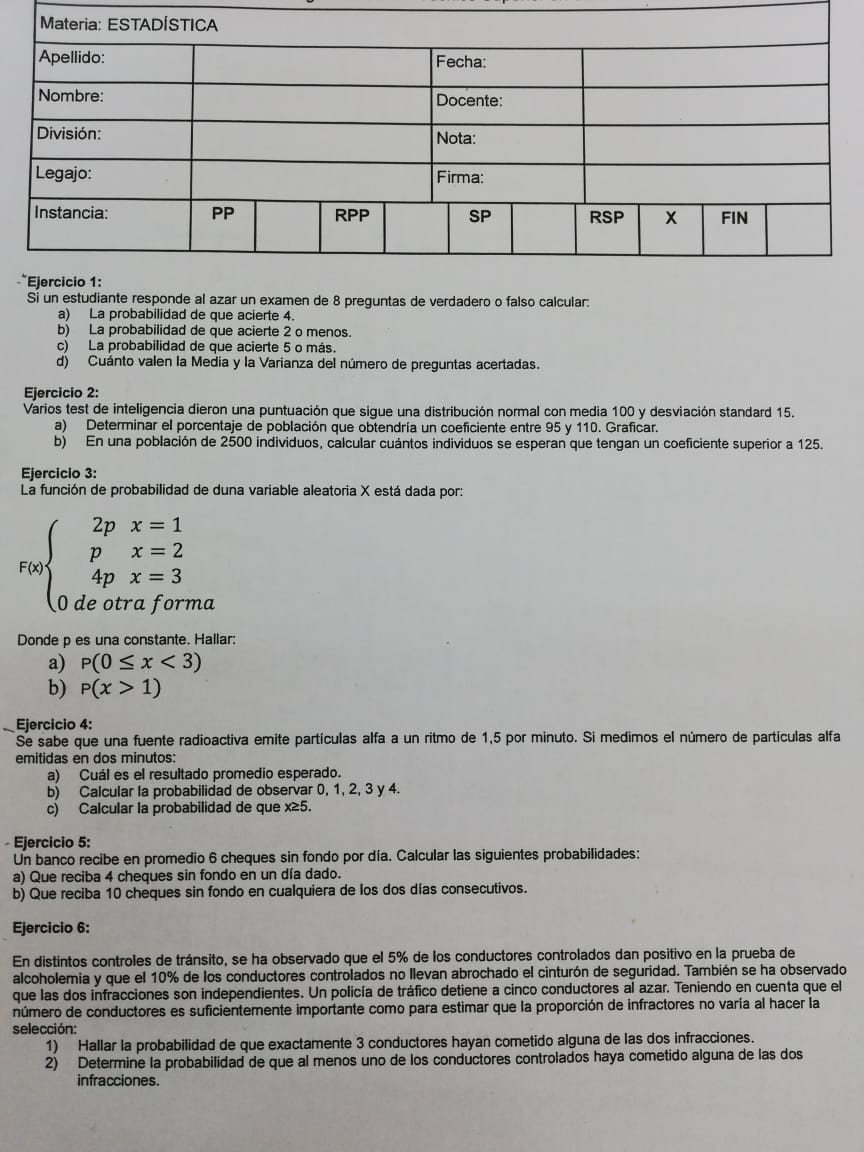 Materia: ESTADÍSTICA
Apellido: Fecha:
Nombre: Docente:
División: Nota:
Legajo: Firma:
Instancia: PP RPP SP RSP X FIN
Ejercicio 1:
Si un estudiante responde al azar un examen de 8 preguntas de verdadero o falso calcular:
a) La probabilidad de que acierte 4.
b) La probabilidad de que acierte 2 o menos.
c) La probabilidad de que acierte 5 o más.
d) Cuánto valen la Media y la Varianza del número de preguntas acertadas.
Ejercicio 2:
Varios test de inteligencia dieron una puntuación que sigue una distribución normal con media 100 y desviación standard 15.
a) Determinar el porcentaje de población que obtendría un coeficiente entre 95 y 110. Graficar.
b) En una población de 2500 individuos, calcular cuántos individuos se esperan que tengan un coeficiente superior a 125.
Ejercicio 3:
La función de probabilidad de duna variable aleatoria X está dada por:
2p x = 1
p x = 2
F(x){
4p x = 3
0 de otra forma
Donde p es una constante. Hallar:
a) P(0 ≤ x < 3)
b) P(x > 1)
Ejercicio 4:
Se sabe que una fuente radioactiva emite partículas alfa a un ritmo de 1,5 por minuto. Si medimos el número de partículas alfa
emitidas en dos minutos:
a) Cuál es el resultado promedio esperado.
b) Calcular la probabilidad de observar 0, 1, 2, 3 y 4.
c) Calcular la probabilidad de que x≥5.
Ejercicio 5:
Un banco recibe en promedio 6 cheques sin fondo por día. Calcular las siguientes probabilidades:
a) Que reciba 4 cheques sin fondo en un día dado.
b) Que reciba 10 cheques sin fondo en cualquiera de los dos días consecutivos.
Ejercicio 6:
En distintos controles de tránsito, se ha observado que el 5% de los conductores controlados dan positivo en la prueba de
alcoholemia y que el 10% de los conductores controlados no llevan abrochado el cinturón de seguridad. También se ha observado
que las dos infracciones son independientes. Un policía de tráfico detiene a cinco conductores al azar. Teniendo en cuenta que el
número de conductores es suficientemente importante como para estimar que la proporción de infractores no varía al hacer la
selección:
1) Hallar la probabilidad de que exactamente 3 conductores hayan cometido alguna de las dos infracciones.
2) Determine la probabilidad de que al menos uno de los conductores controlados haya cometido alguna de las dos
infracciones.